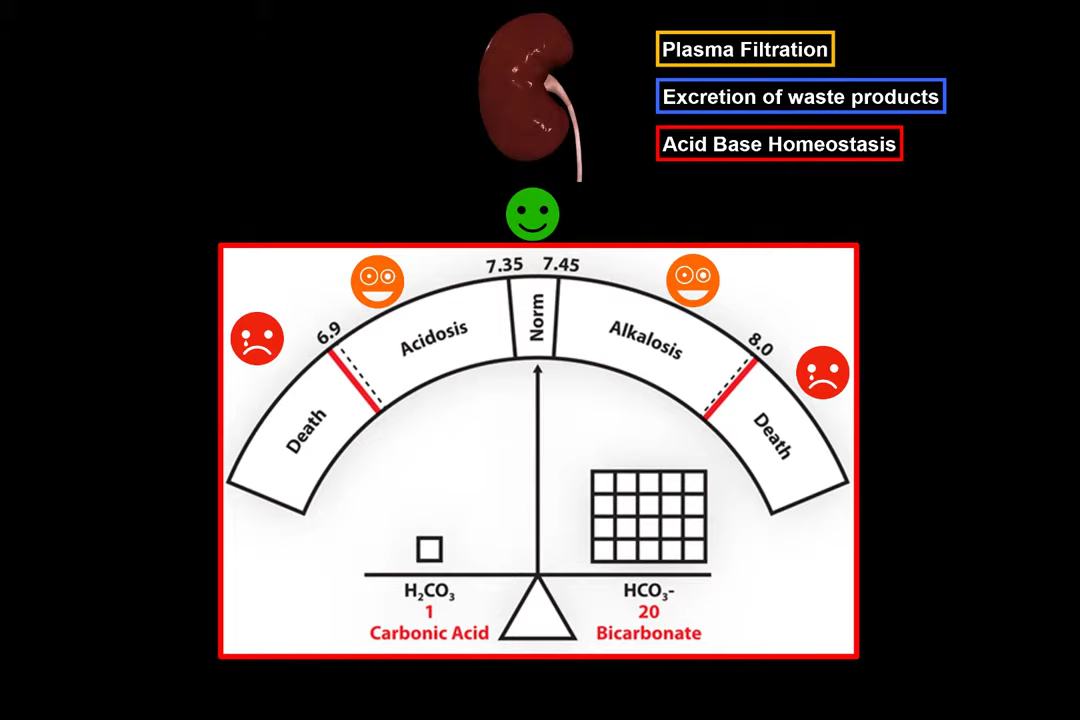 Plasma Filtration
Excretion of waste products
Acid Base Homeostasis
7.35 7.45
6.9
Acidosis
Norm
Alkalosis
8.0
Death
Death
H₂CO₃
1
Carbonic Acid
HCO₃-
20
Bicarbonate